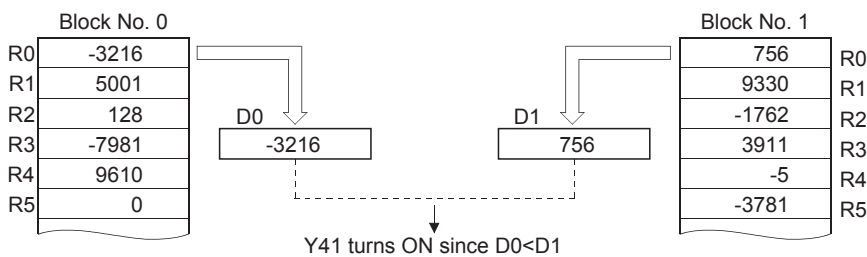 Block No. 0
Block No. 1
R0 -3216
756 R0
R1 5001
9330 R1
R2 128
-1762 R2
D0
D1
R3 -7981
-3216
756
3911 R3
R4 9610
-5 R4
R5 0
-3781 R5
Y41 turns ON since D0<D1